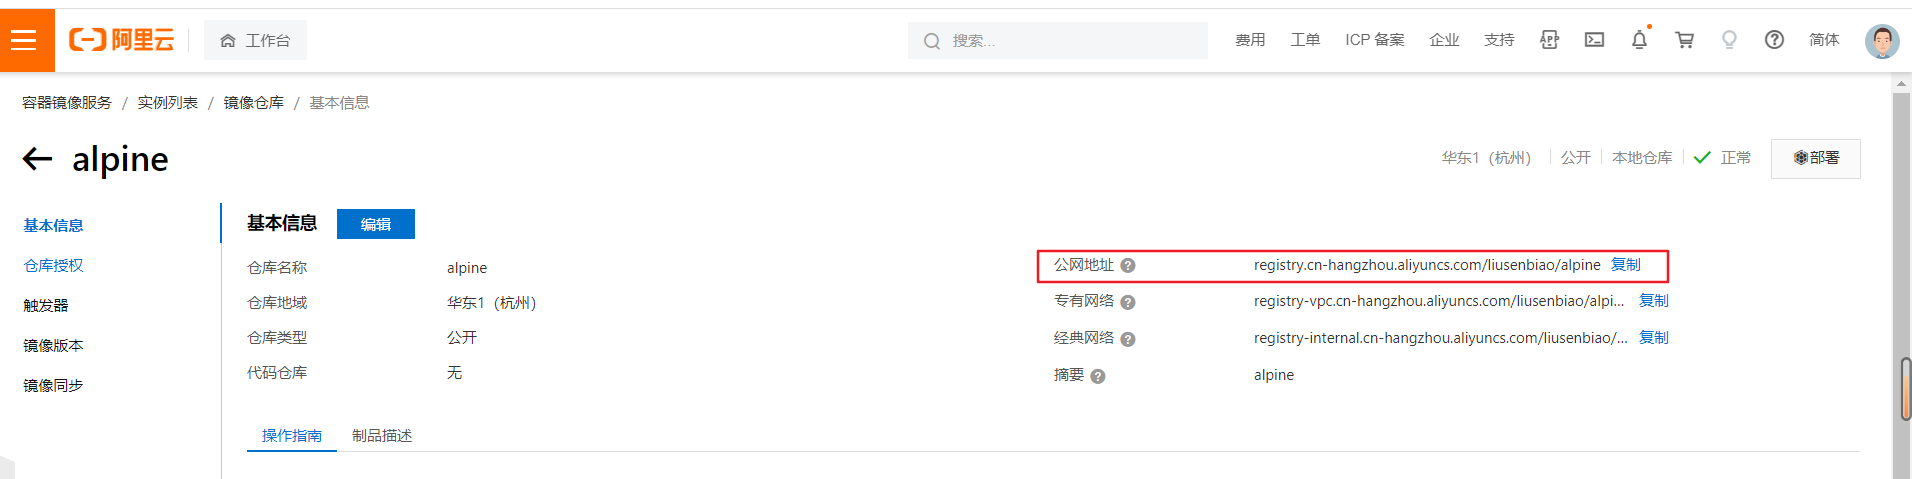 阿里云 工作台 搜索... 费用 工单 ICP 备案 企业 支持 APP 简体
容器镜像服务 / 实例列表 / 镜像仓库 / 基本信息
alpine 华东1（杭州） 公开 本地仓库 正常 部署
基本信息
仓库授权
触发器
镜像版本
镜像同步
基本信息 编辑
仓库名称 alpine 公网地址 ? registry.cn-hangzhou.aliyuncs.com/liusenbiao/alpine 复制
仓库地域 华东1（杭州） 专有网络 ? registry-vpc.cn-hangzhou.aliyuncs.com/liusenbiao/alpi... 复制
仓库类型 公开 经典网络 ? registry-internal.cn-hangzhou.aliyuncs.com/liusenbiao/... 复制
代码仓库 无 摘要 ? alpine
操作指南 制品描述